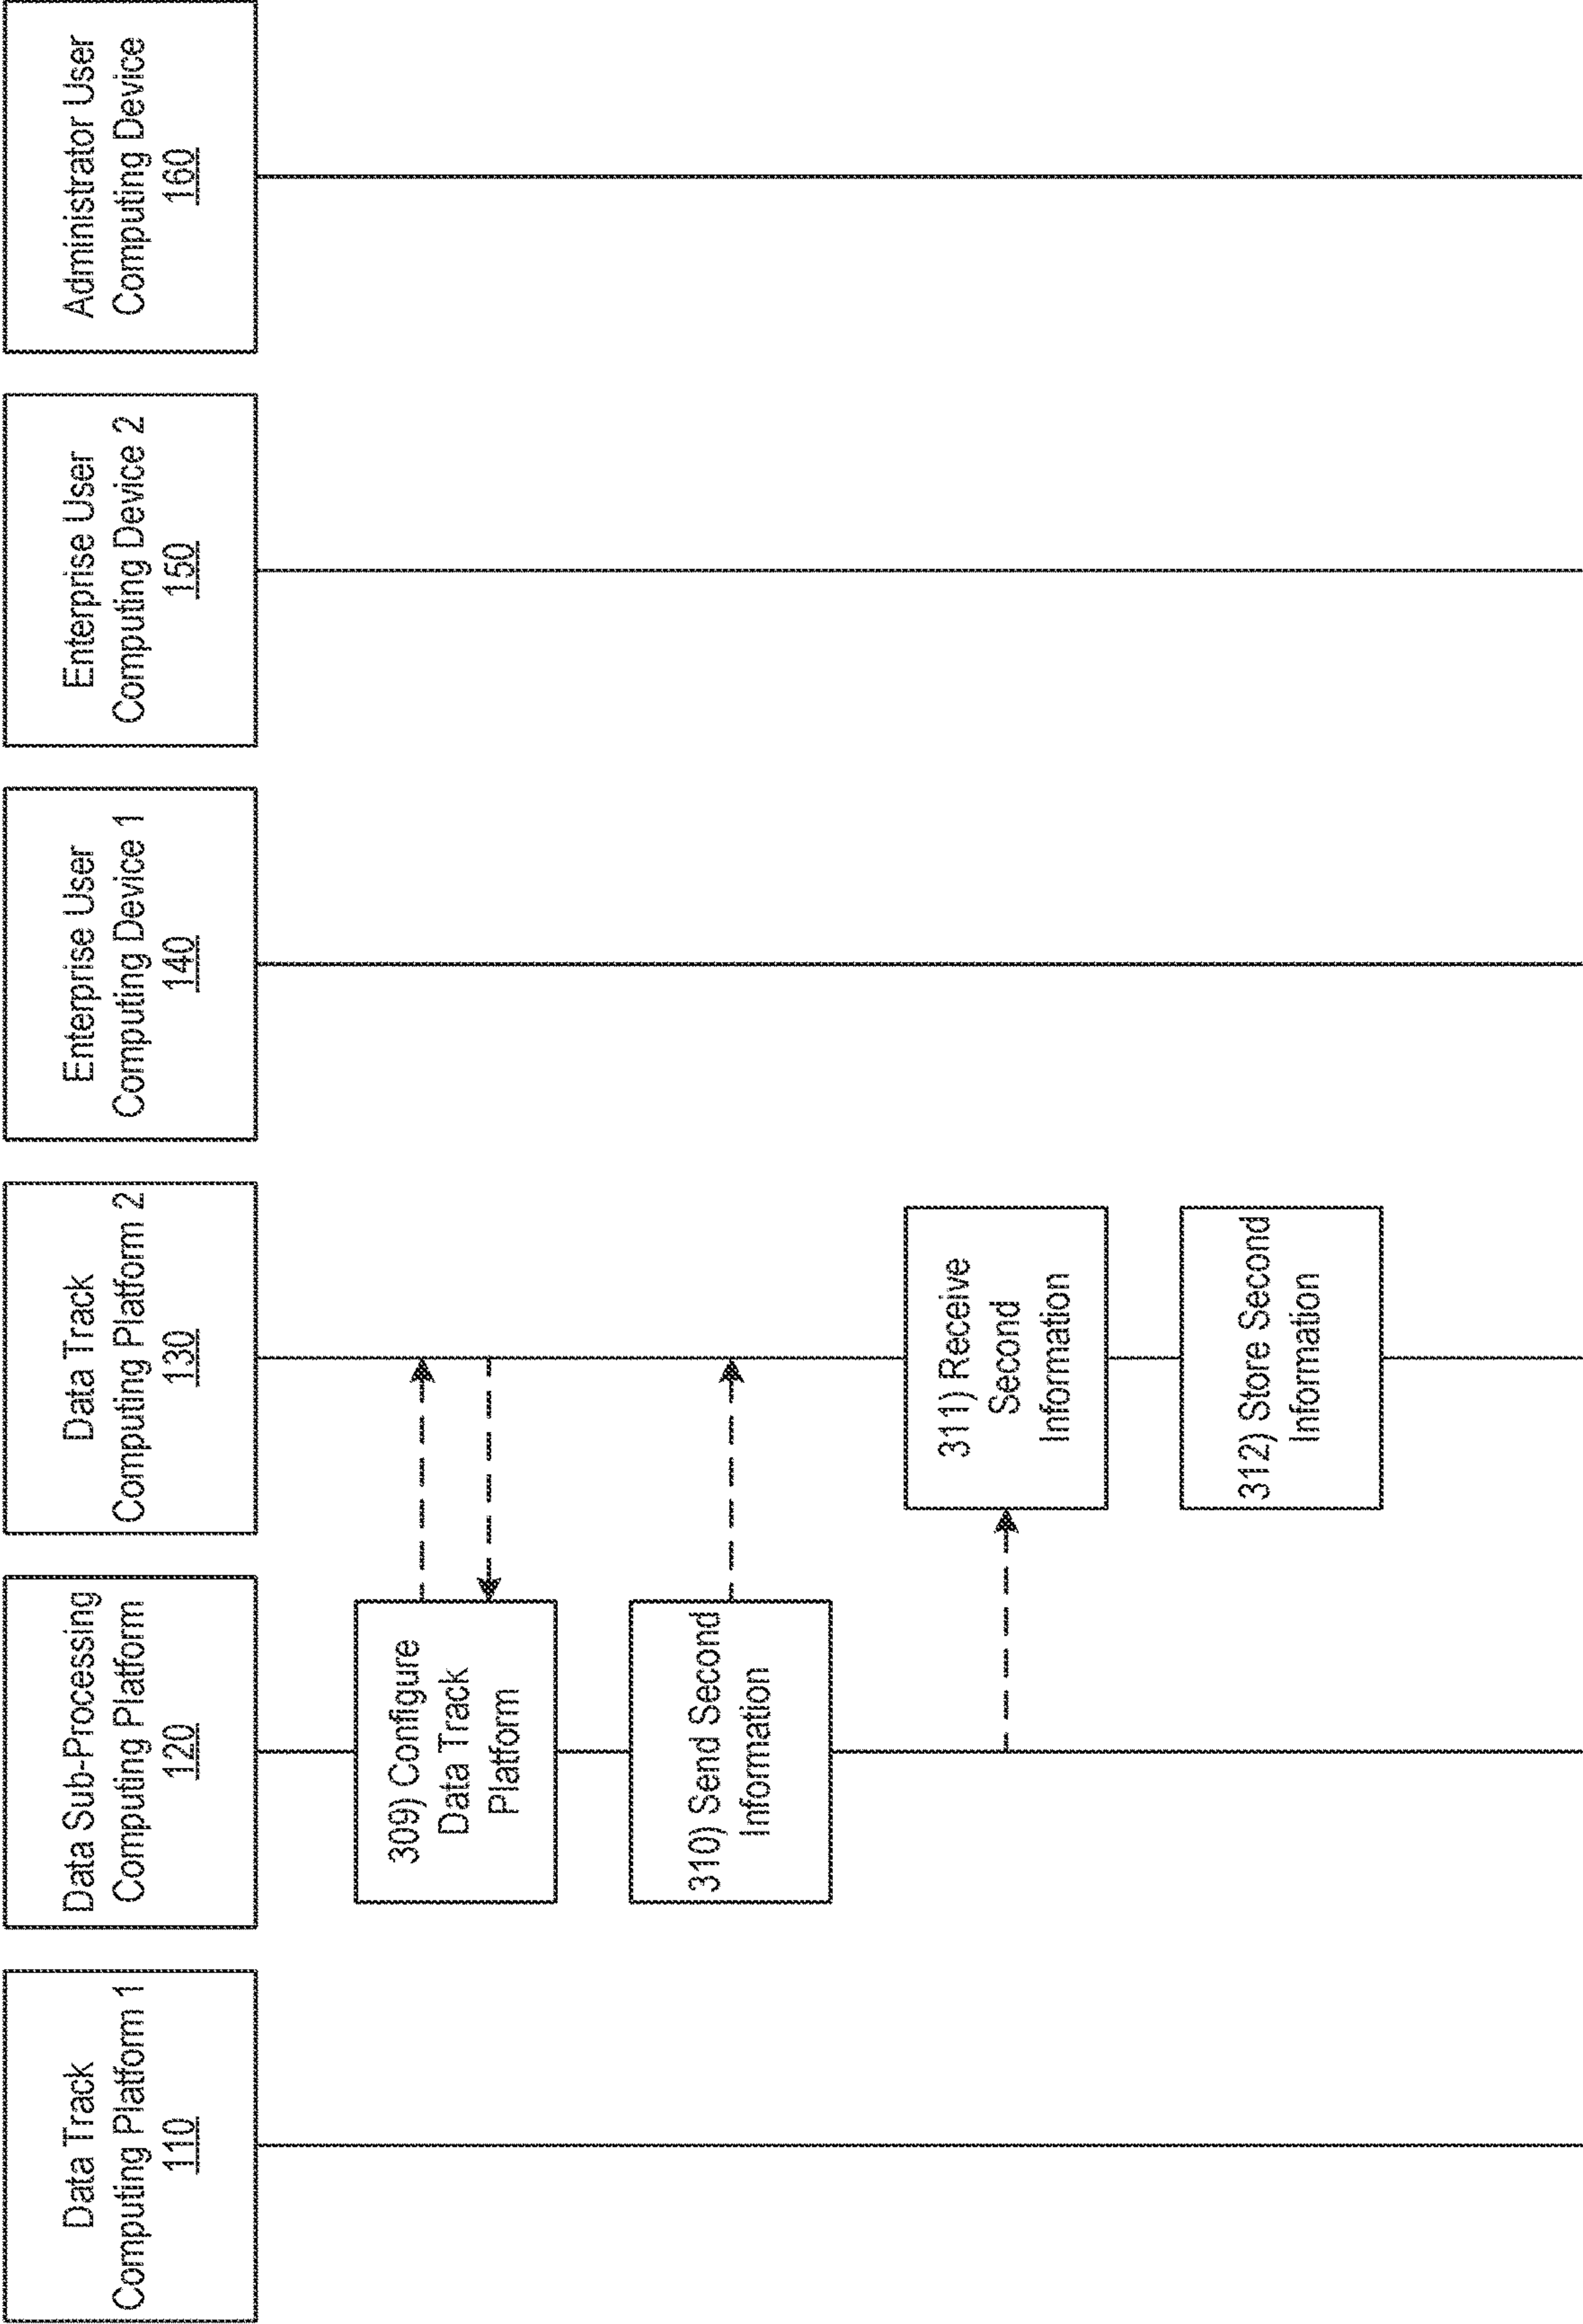 Data Track
Computing Platform 1
110
Data Sub-Processing
Computing Platform
120
Data Track
Computing Platform 2
130
Enterprise User
Computing Device 1
140
Enterprise User
Computing Device 2
150
Administrator User
Computing Device
160
309) Configure
Data Track
Platform
310) Send Second
Information
311) Receive
Second
Information
312) Store Second
Information